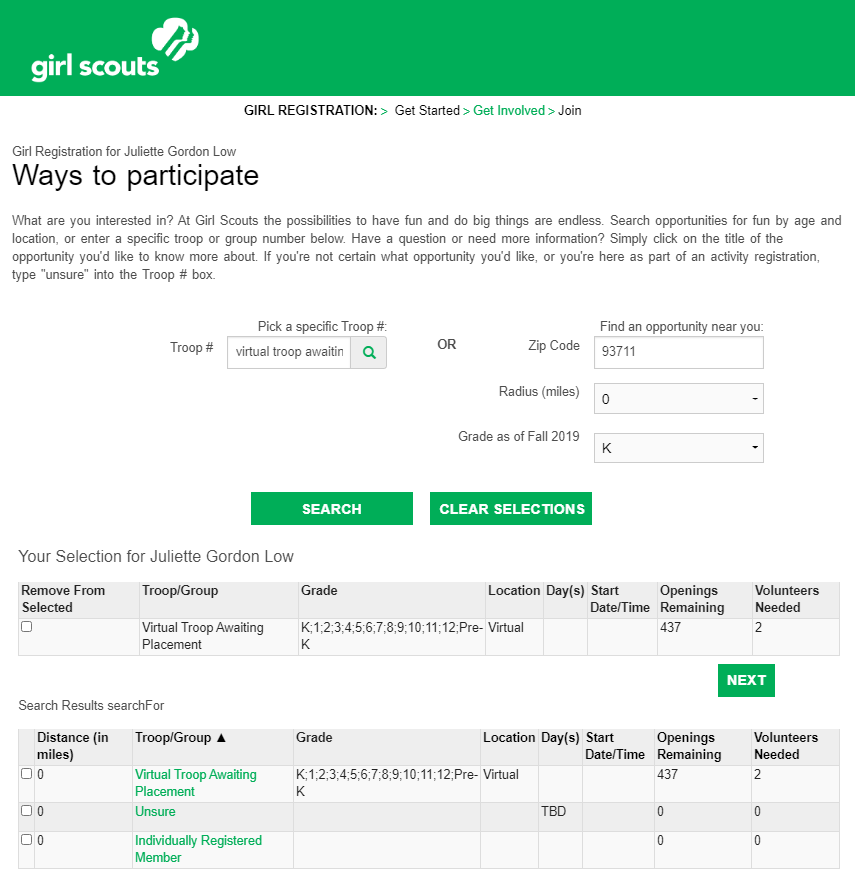 girl scouts
GIRL REGISTRATION: > Get Started > Get Involved > Join
Girl Registration for Juliette Gordon Low
Ways to participate
What are you interested in? At Girl Scouts the possibilities to have fun and do big things are endless. Search opportunities for fun by age and
location, or enter a specific troop or group number below. Have a question or need more information? Simply click on the title of the
opportunity you'd like to know more about. If you're not certain what opportunity you'd like, or you're here as part of an activity registration,
type "unsure" into the Troop # box.
Pick a specific Troop #:
Troop # virtual troop awaitin
OR
Find an opportunity near you:
Zip Code 93711
Radius (miles) 0
Grade as of Fall 2019 K
SEARCH CLEAR SELECTIONS
Your Selection for Juliette Gordon Low
Remove From Troop/Group Grade Location Day(s) Start Openings Volunteers
Selected Date/Time Remaining Needed
Virtual Troop Awaiting K;1;2;3;4;5;6;7;8;9;10;11;12;Pre- Virtual 437 2
Placement K
NEXT
Search Results searchFor
Distance (in Troop/Group ▲ Grade Location Day(s) Start Openings Volunteers
miles) Date/Time Remaining Needed
0 Virtual Troop Awaiting K;1;2;3;4;5;6;7;8;9;10;11;12;Pre- Virtual 437 2
Placement K
0 Unsure TBD 0 0
0 Individually Registered 0 0
Member